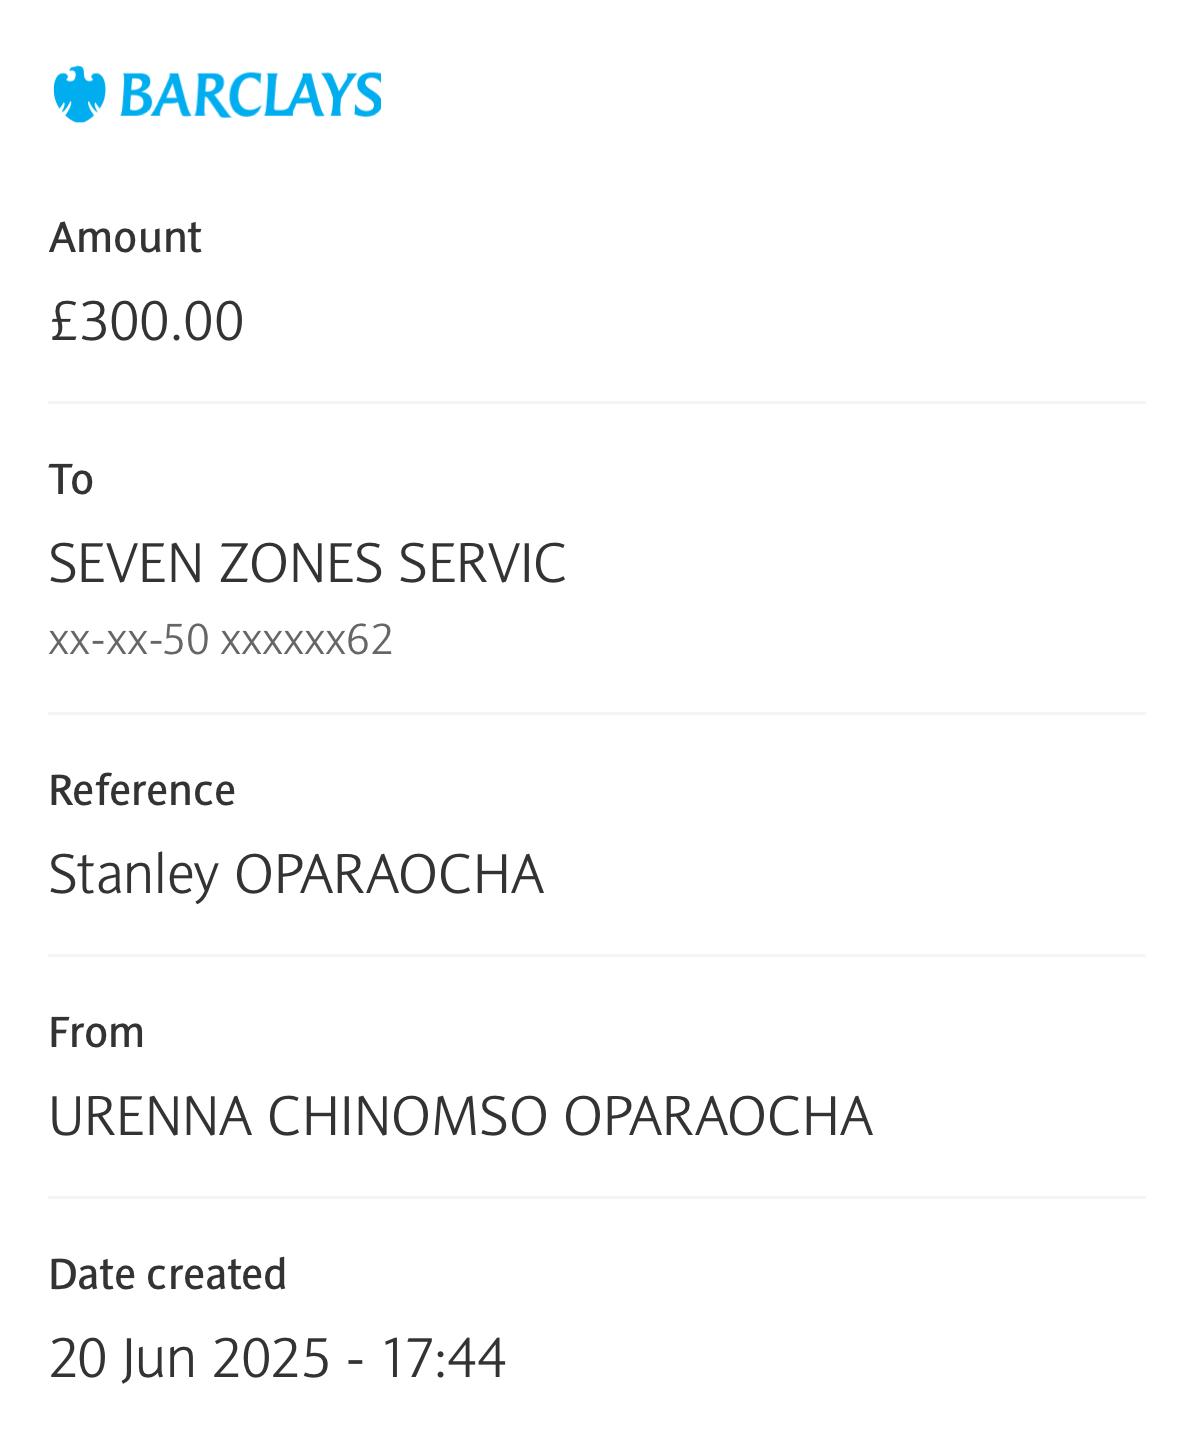 BARCLAYS
Amount
£300.00
To
SEVEN ZONES SERVIC
xx-xx-50 xxxxxx62
Reference
Stanley OPARAOCHA
From
URENNA CHINOMSO OPARAOCHA
Date created
20 Jun 2025 - 17:44